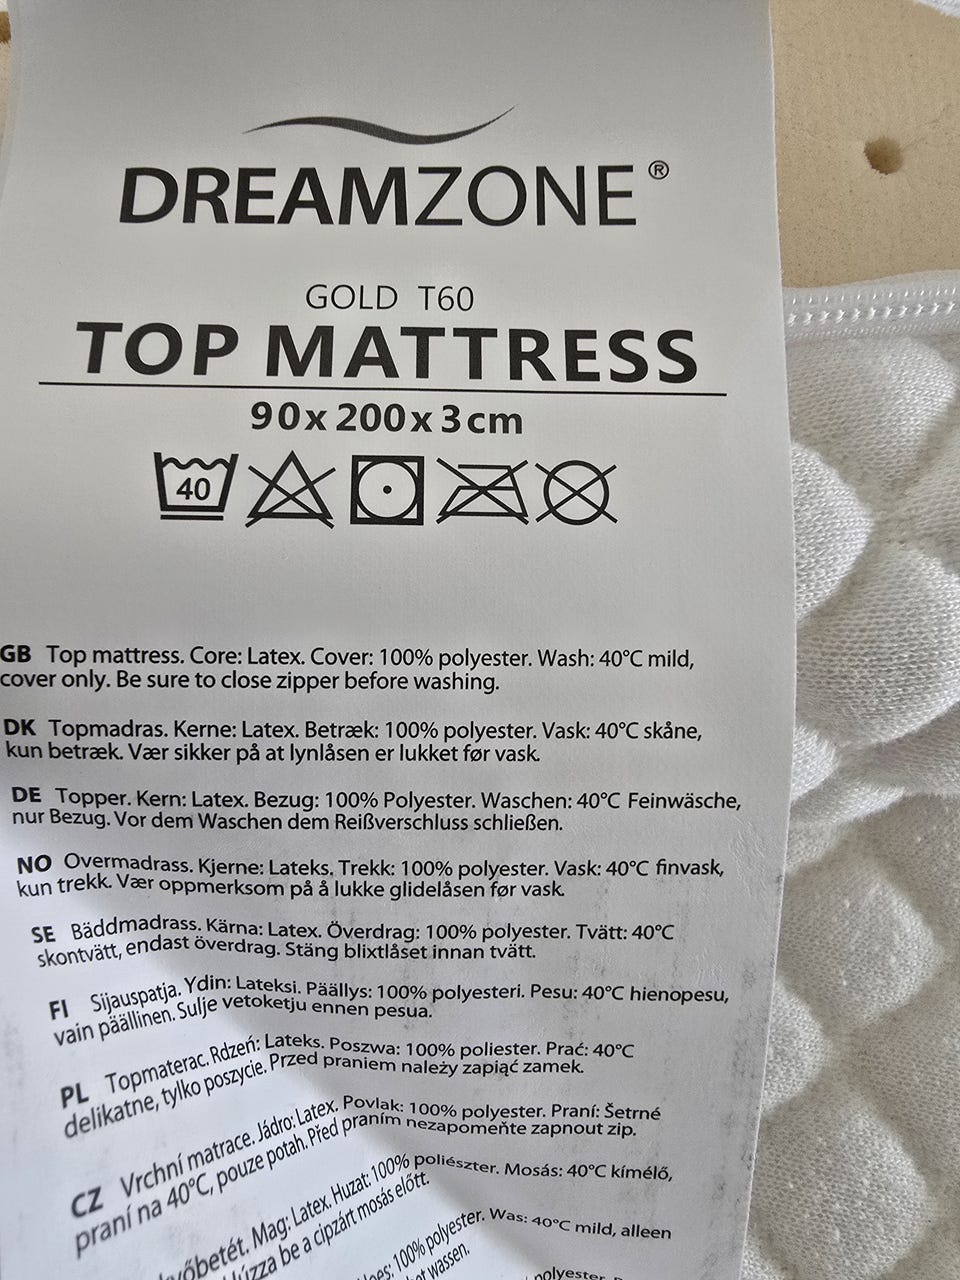 DREAMZONE®
GOLD T60
TOP MATTRESS
90x200x3cm
40
GB Top mattress. Core: Latex. Cover: 100% polyester. Wash: 40°C mild,
cover only. Be sure to close zipper before washing.
DK Topmadras. Kerne: Latex. Betræk: 100% polyester. Vask: 40°C skåne,
kun betræk. Vær sikker på at lynlåsen er lukket før vask.
DE Topper. Kern: Latex. Bezug: 100% Polyester. Waschen: 40°C Feinwäsche,
nur Bezug. Vor dem Waschen dem Reißverschluss schließen.
NO Overmadrass. Kjerne: Lateks. Trekk: 100% polyester. Vask: 40°C finvask,
kun trekk. Vær oppmerksom på å lukke glidelåsen før vask.
SE Bäddmadrass. Kärna: Latex. Överdrag: 100% polyester. Tvätt: 40°C
skontvätt, endast överdrag. Stäng blixtlåset innan tvätt.
FI Sijauspatja. Ydin: Lateksi. Päällys: 100% polyesteri. Pesu: 40°C hienopesu,
vain päällinen. Sulje vetoketju ennen pesua.
PL Topmaterac. Rdzeń: Lateks. Poszwa: 100% poliester. Prać: 40°C
delikatne, tylko poszycie. Przed praniem należy zapiąć zamek.
CZ Vrchní matrace. Jádro: Latex. Povlak: 100% polyester. Praní: Šetrné
praní na 40°C, pouze potah. Před praním nezapomeňte zapnout zip.
Mag: Latex. Huzat: 100% poliészter. Mosás: 40°C kímélő,
be a cipzárt mosás előtt.
100% polyester. Was: 40°C mild, alleen
wassen.
polyester.